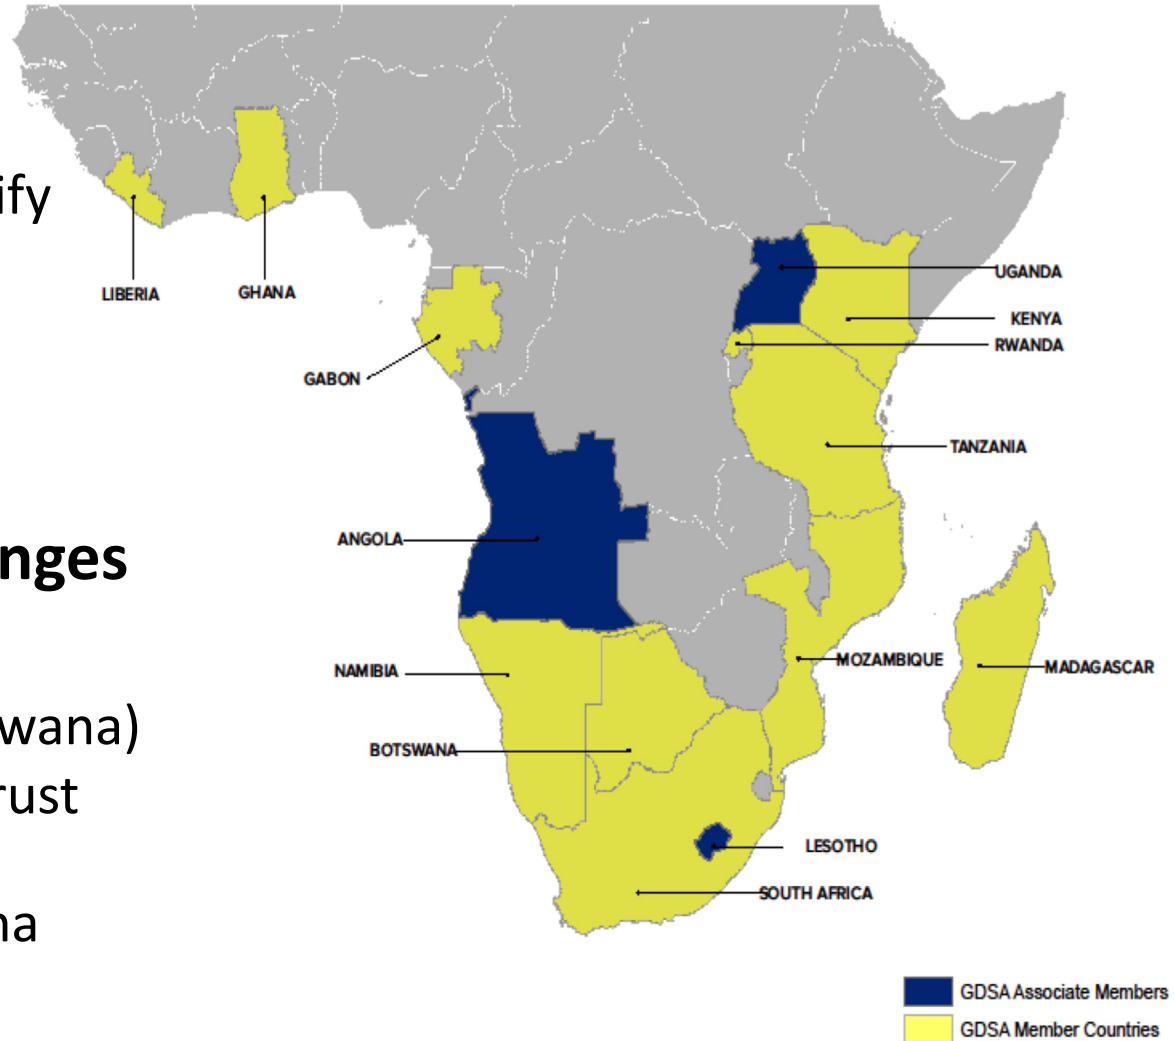 ify
nges
wana)
rust
na
LIBERIA
GHANA
GABON
UGANDA
KENYA
RWANDA
TANZANIA
ANGOLA
NAMIBIA
MOZAMBIQUE
MADAGASCAR
BOTSWANA
LESOTHO
SOUTH AFRICA
GDSA Associate Members
GDSA Member Countries